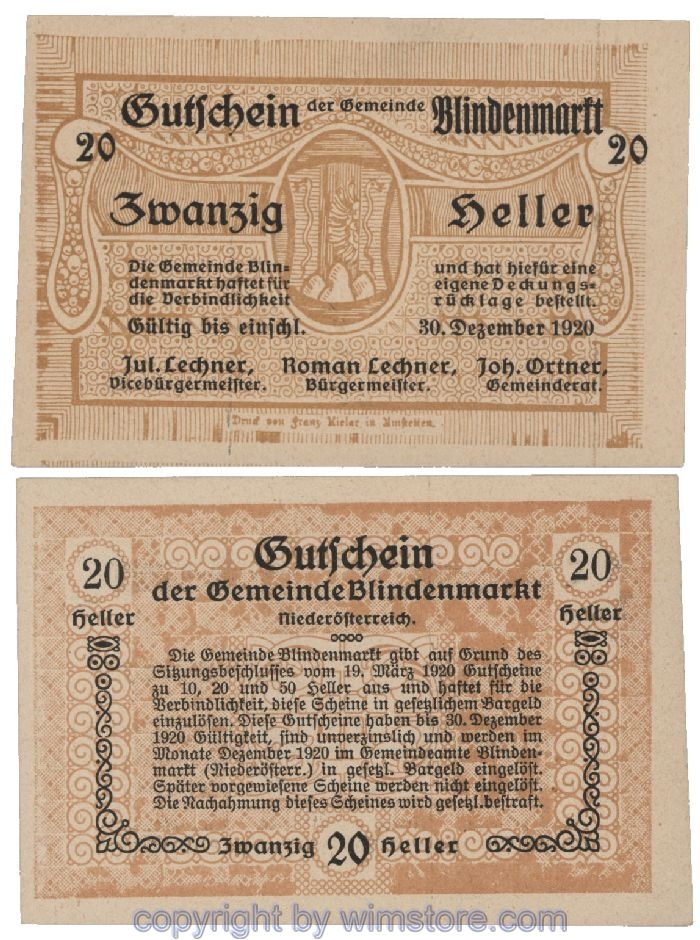 Gutschein der Gemeinde Blindenmarkt
20 20
Zwanzig Heller
Die Gemeinde Blin-
denmarkt haftet für
die Verbindlichkeit
und hat hiefür eine
eigene Deckungs-
rücklage bestellt.
Gültig bis einschl. 30. Dezember 1920
Jul. Lechner, Roman Lechner, Joh. Ortner,
Vicebürgermeister. Bürgermeister. Gemeinderat.
Druck von Franz Kieler in Amstetten.
Gutschein
20 20
der Gemeinde Blindenmarkt
Heller Heller
Niederösterreich.
Die Gemeinde Blindenmarkt gibt auf Grund des
Sitzungsbeschlusses vom 19. März 1920 Gutscheine
zu 10, 20 und 50 Heller aus und haftet für die
Verbindlichkeit, diese Scheine in gesetzlichem Bargeld
einzulösen. Diese Gutscheine haben bis 30. Dezember
1920 Gültigkeit, sind unverzinslich und werden im
Monate Dezember 1920 im Gemeindeamte Blinden-
markt (Niederösterr.) in gesetzl. Bargeld eingelöst.
Später vorgewiesene Scheine werden nicht eingelöst.
Die Nachahmung dieses Scheines wird gesetzl. bestraft.
Zwanzig 20 Heller
copyright by wimstore.com